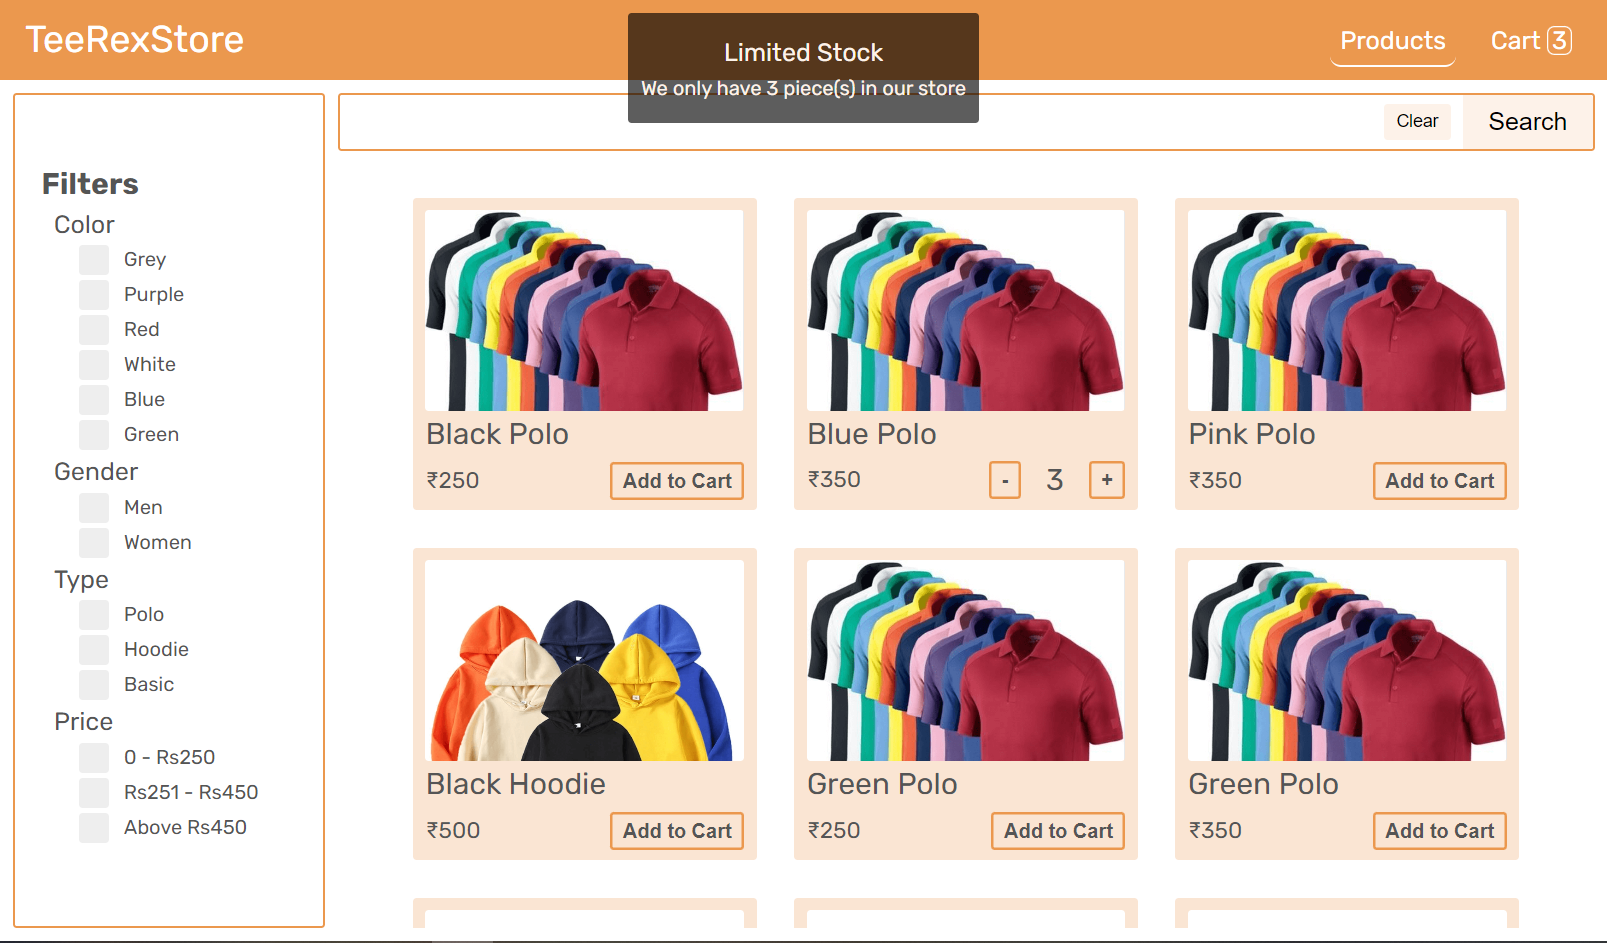 TeeRexStore
Limited Stock
We only have 3 piece(s) in our store
Products
Cart 3
Clear
Search
Filters
Color
Grey
Purple
Red
White
Blue
Green
Gender
Men
Women
Type
Polo
Hoodie
Basic
Price
0 - Rs250
Rs251 - Rs450
Above Rs450
Black Polo
₹250
Add to Cart
Blue Polo
₹350
- 3 +
Pink Polo
₹350
Add to Cart
Black Hoodie
₹500
Add to Cart
Green Polo
₹250
Add to Cart
Green Polo
₹350
Add to Cart